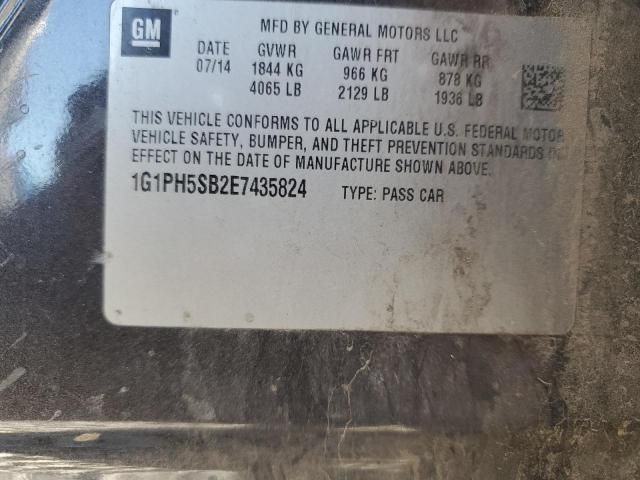 GM
MFD BY GENERAL MOTORS LLC
DATE GVWR GAWR FRT GAWR RR
07/14 1844 KG 966 KG 878 KG
4065 LB 2129 LB 1936 LB
THIS VEHICLE CONFORMS TO ALL APPLICABLE U.S. FEDERAL MOTOR
VEHICLE SAFETY, BUMPER, AND THEFT PREVENTION STANDARDS IN
EFFECT ON THE DATE OF MANUFACTURE SHOWN ABOVE.
1G1PH5SB2E7435824 TYPE: PASS CAR